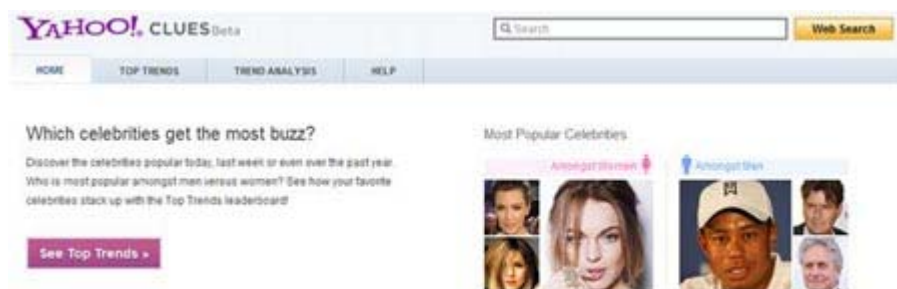 YAHOO! CLUES Beta
Search
Web Search
HOME
TOP TRENDS
TREND ANALYSIS
HELP
Which celebrities get the most buzz?
Discover the celebrities popular today, last week or even over the past year.
Who is most popular amongst men versus women? See how your favorite
celebrities stack up with the Top Trends leaderboard!
See Top Trends »
Most Popular Celebrities
Amongst Women
Amongst Men